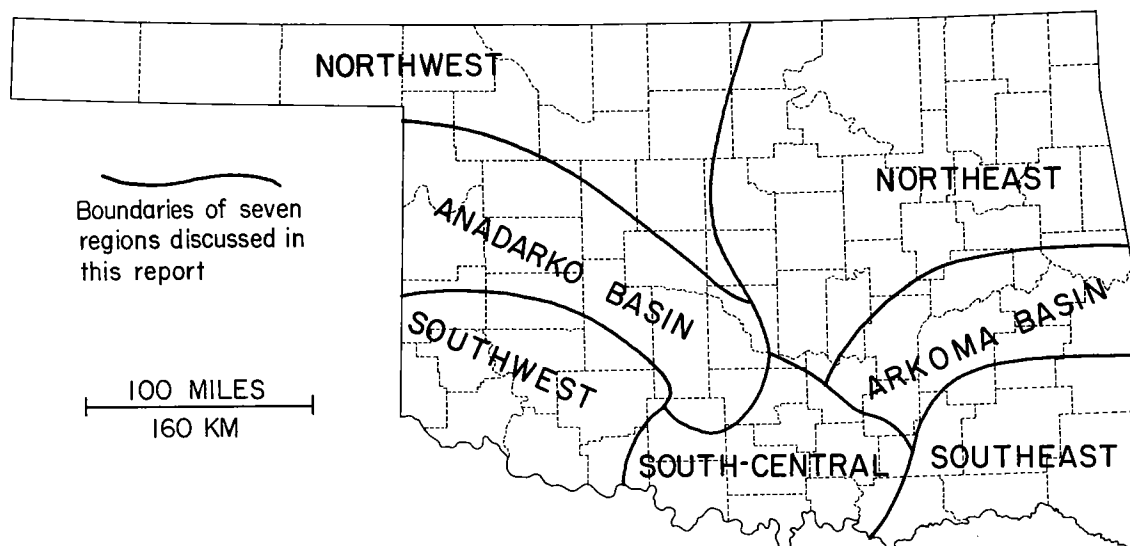 NORTHWEST
NORTHEAST
Boundaries of seven
regions discussed in
this report
ANADARKO BASIN
ARKOMA BASIN
SOUTHWEST
100 MILES
160 KM
SOUTH-CENTRAL
SOUTHEAST